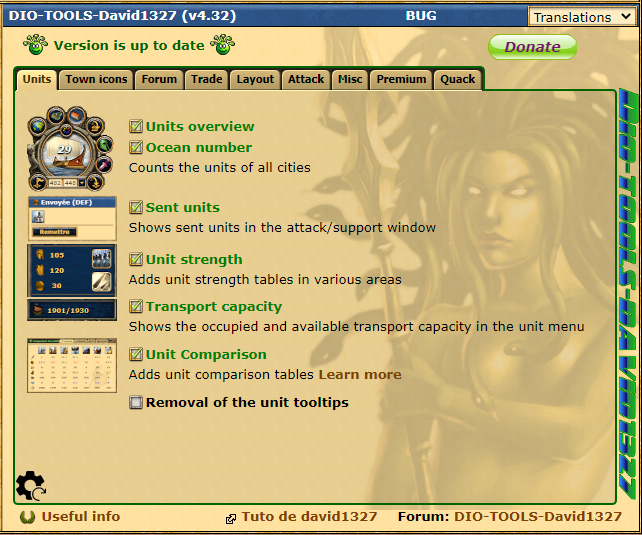 DIO-TOOLS-David1327 (v4.32)
BUG
Translations
Version is up to date
Donate
Units
Town icons
Forum
Trade
Layout
Attack
Misc
Premium
Quack
29
Units overview
Ocean number
Counts the units of all cities
Envoyée (DEF)
Remettre
Sent units
Shows sent units in the attack/support window
105
120
30
Unit strength
Adds unit strength tables in various areas
1901/1930
Transport capacity
Shows the occupied and available transport capacity in the unit menu
Unit Comparison
Adds unit comparison tables Learn more
Removal of the unit tooltips
DIO-TOOLS-DAVID1327
Useful info
Tuto de david1327
Forum: DIO-TOOLS-David1327